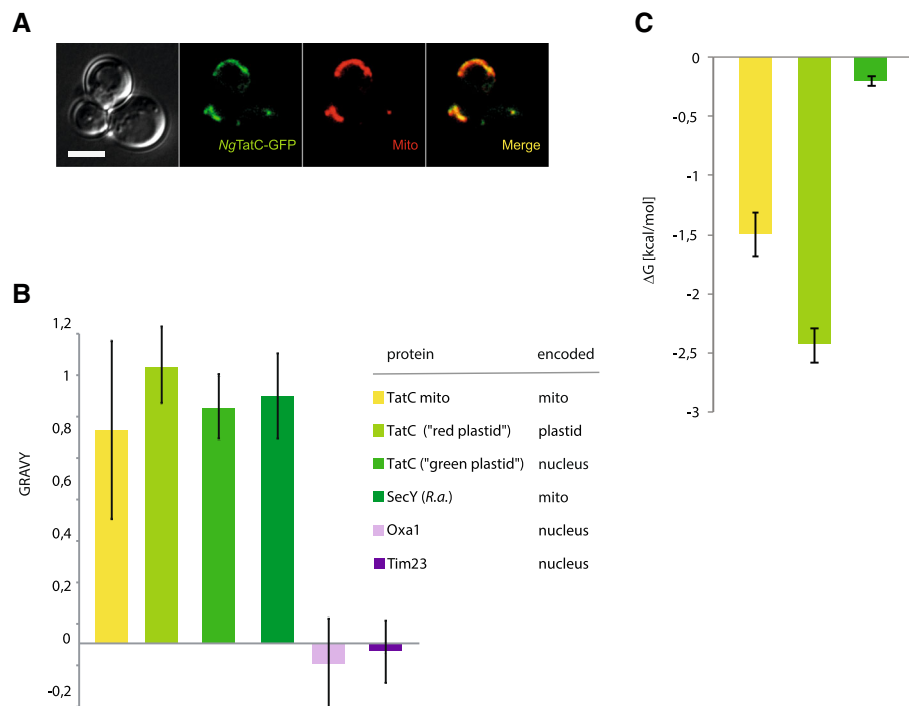 A
NgTatC-GFP
Mito
Merge
B
1,2
1
0,8
0,6
0,4
0,2
0
-0,2
GRAVY
protein encoded
TatC mito mito
TatC ("red plastid") plastid
TatC ("green plastid") nucleus
SecY (R.a.) mito
Oxa1 nucleus
Tim23 nucleus
C
0
-0,5
-1
-1,5
-2
-2,5
-3
ΔG [kcal/mol]